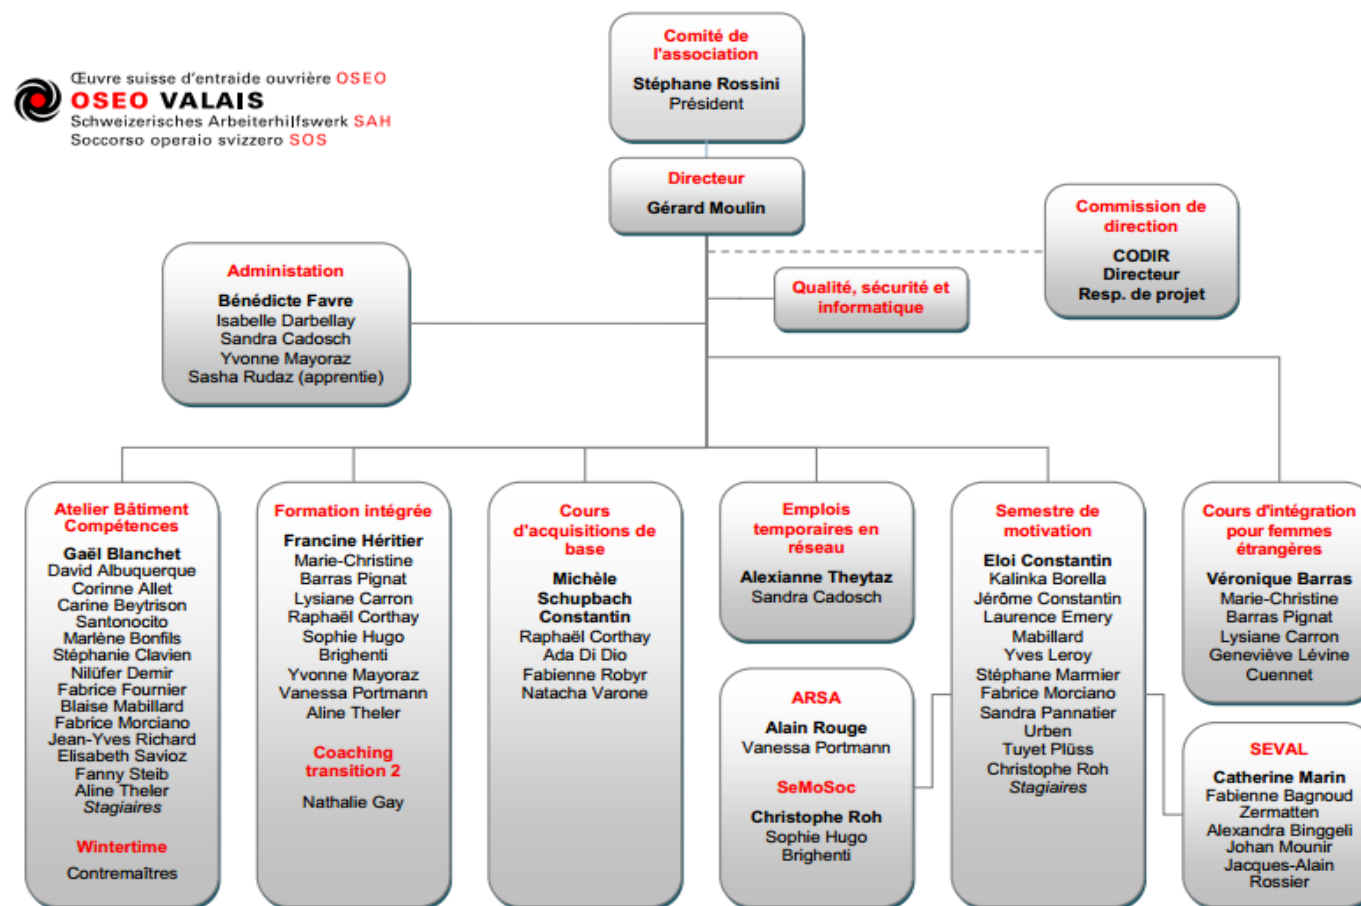 Œuvre suisse d'entraide ouvrière OSEO
OSEO VALAIS
Schweizerisches Arbeiterhilfswerk SAH
Soccorso operaio svizzero SOS
Comité de
l'association
Stéphane Rossini
Président
Directeur
Gérard Moulin
Commission de
direction
CODIR
Directeur
Resp. de projet
Qualité, sécurité et
informatique
Administation
Bénédicte Favre
Isabelle Darbellay
Sandra Cadosch
Yvonne Mayoraz
Sasha Rudaz (apprentie)
Atelier Bâtiment
Compétences
Gaël Blanchet
David Albuquerque
Corinne Allet
Carine Beytrison
Santonocito
Marlène Bonfils
Stéphanie Clavien
Nilüfer Demir
Fabrice Fournier
Blaise Mabillard
Fabrice Morciano
Jean-Yves Richard
Elisabeth Savioz
Fanny Steib
Aline Theler
Stagiaires
Wintertime
Contremaîtres
Formation intégrée
Francine Héritier
Marie-Christine
Barras Pignat
Lysiane Carron
Raphaël Corthay
Sophie Hugo
Brighenti
Yvonne Mayoraz
Vanessa Portmann
Aline Theler
Coaching
transition 2
Nathalie Gay
Cours
d'acquisitions de
base
Michèle
Schupbach
Constantin
Raphaël Corthay
Ada Di Dio
Fabienne Robyr
Natacha Varone
Emplois
temporaires en
réseau
Alexianne Theytaz
Sandra Cadosch
ARSA
Alain Rouge
Vanessa Portmann
SeMoSoc
Christophe Roh
Sophie Hugo
Brighenti
Semestre de
motivation
Eloi Constantin
Kalinka Borella
Jérôme Constantin
Laurence Emery
Mabillard
Yves Leroy
Stéphane Marmier
Fabrice Morciano
Sandra Pannatier
Urben
Tuyet Plüss
Christophe Roh
Stagiaires
Cours d'intégration
pour femmes
étrangères
Véronique Barras
Marie-Christine
Barras Pignat
Lysiane Carron
Geneviève Lévine
Cuennet
SEVAL
Catherine Marin
Fabienne Bagnoud
Zermatten
Alexandra Binggeli
Johan Mounir
Jacques-Alain
Rossier